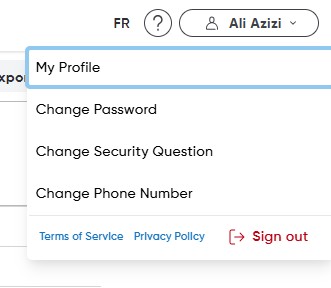 FR ? Ali Azizi
xpo
My Profile
Change Password
Change Security Question
Change Phone Number
Terms of Service Privacy Policy Sign out